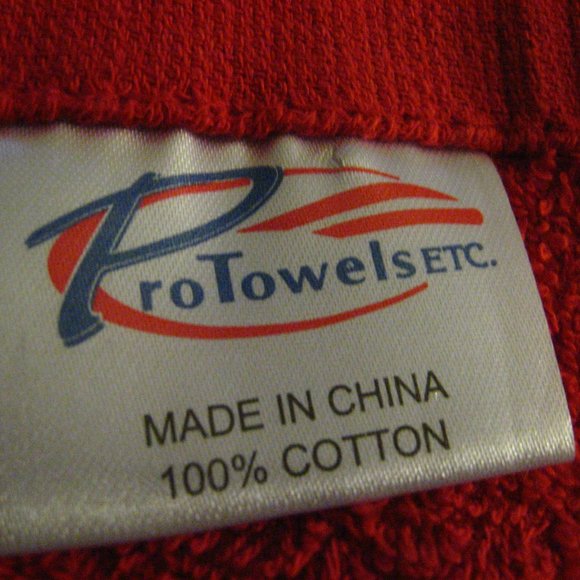 ProTowels ETC.
MADE IN CHINA
100% COTTON